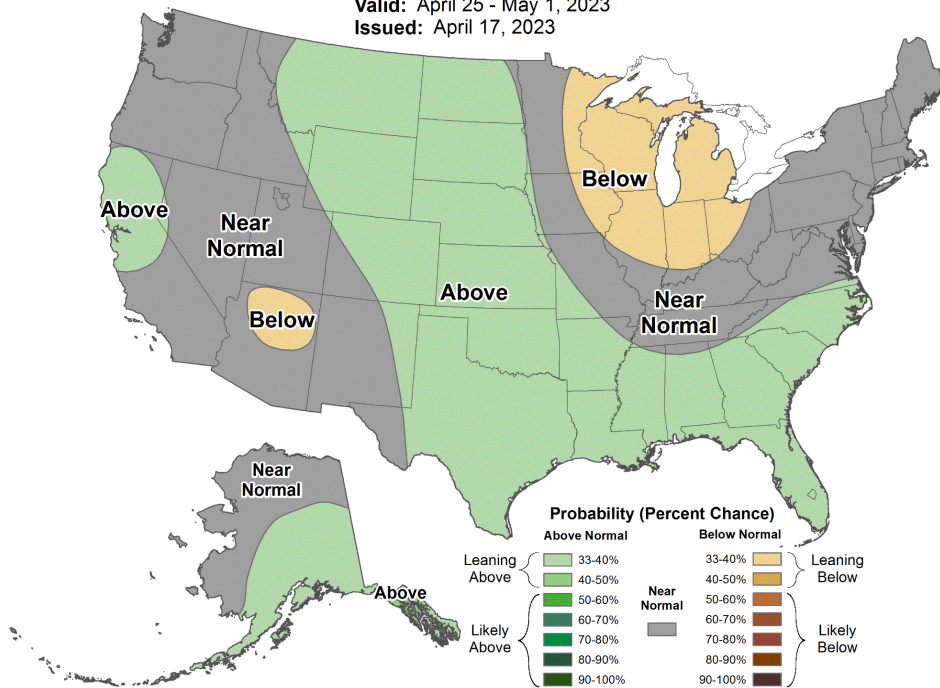 Valid: April 25 - May 1, 2023
Issued: April 17, 2023
Above
Near
Normal
Below
Above
Below
Near
Normal
Near
Normal
Above
Probability (Percent Chance)
Above Normal
Below Normal
Leaning
Above
33-40%
40-50%
Likely
Above
50-60%
60-70%
70-80%
80-90%
90-100%
Near
Normal
33-40%
40-50%
Leaning
Below
50-60%
60-70%
70-80%
80-90%
90-100%
Likely
Below